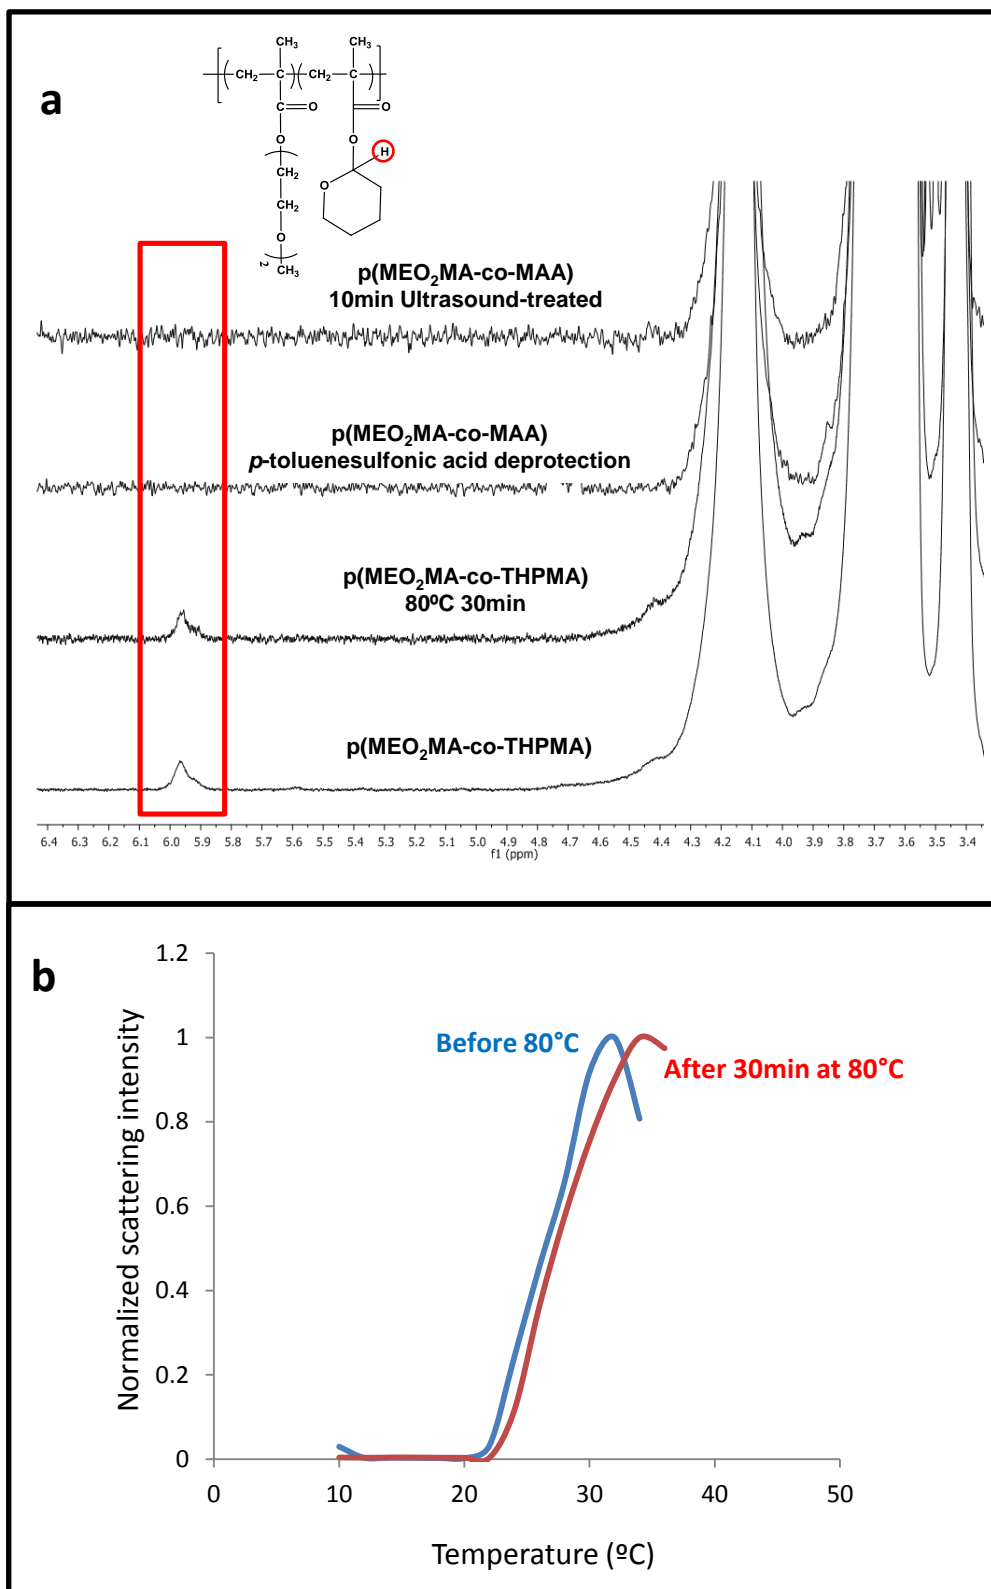 a
CH3
CH3
CH2
C
CH2
C
C
O
C
O
O
O
H
CH2
O
CH2
O
CH3
2
p(MEO2MA-co-MAA)
10min Ultrasound-treated
p(MEO2MA-co-MAA)
p-toluenesulfonic acid deprotection
p(MEO2MA-co-THPMA)
80ºC 30min
p(MEO2MA-co-THPMA)
6.4 6.3 6.2 6.1 6.0 5.9 5.8 5.7 5.6 5.5 5.4 5.3 5.2 5.1 5.0 4.9 4.8 4.7 4.6 4.5 4.4 4.3 4.2 4.1 4.0 3.9 3.8 3.7 3.6 3.5 3.4
f1 (ppm)
b
1.2
1
0.8
0.6
0.4
0.2
0
Normalized scattering intensity
Before 80°C
After 30min at 80°C
0 10 20 30 40 50
Temperature (ºC)